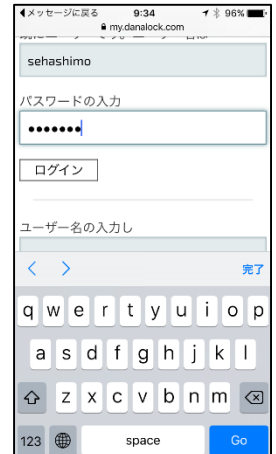 メッセージに戻る 9:34 96%
my.danalock.com
sehashimo
パスワードの入力
•••••••
ログイン
ユーザー名の入力し
完了
q w e r t y u i o p
a s d f g h j k l
z x c v b n m
123 space Go